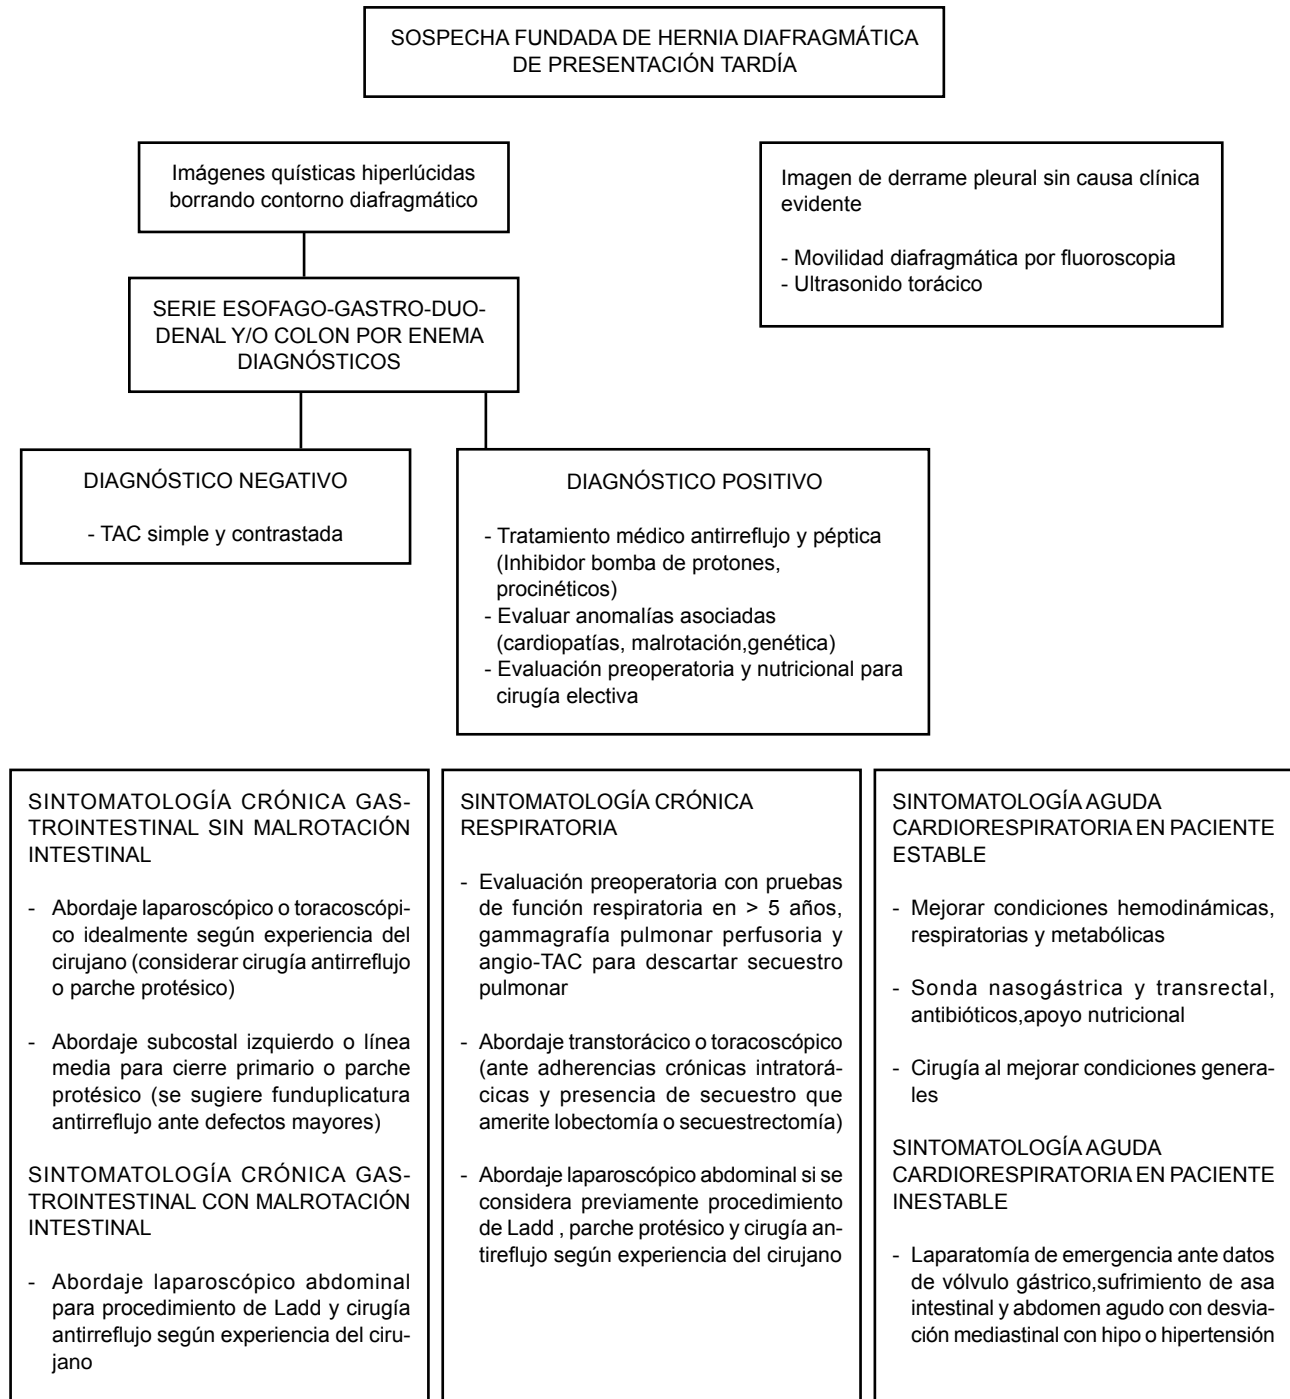 SOSPECHA FUNDADA DE HERNIA DIAFRAGMÁTICA
DE PRESENTACIÓN TARDÍA
Imágenes quísticas hiperlúcidas
borrando contorno diafragmático
Imagen de derrame pleural sin causa clínica
evidente
- Movilidad diafragmática por fluoroscopia
- Ultrasonido torácico
SERIE ESOFAGO-GASTRO-DUO-
DENAL Y/O COLON POR ENEMA
DIAGNÓSTICOS
DIAGNÓSTICO NEGATIVO
- TAC simple y contrastada
DIAGNÓSTICO POSITIVO
- Tratamiento médico antirreflujo y péptica
(Inhibidor bomba de protones,
procinéticos)
- Evaluar anomalías asociadas
(cardiopatías, malrotación,genética)
- Evaluación preoperatoria y nutricional para
cirugía electiva
SINTOMATOLOGÍA CRÓNICA GAS-
TROINTESTINAL SIN MALROTACIÓN
INTESTINAL
- Abordaje laparoscópico o toracoscópi-
co idealmente según experiencia del
cirujano (considerar cirugía antirreflujo
o parche protésico)
- Abordaje subcostal izquierdo o línea
media para cierre primario o parche
protésico (se sugiere funduplicatura
antirreflujo ante defectos mayores)
SINTOMATOLOGÍA CRÓNICA GAS-
TROINTESTINAL CON MALROTACIÓN
INTESTINAL
- Abordaje laparoscópico abdominal
para procedimiento de Ladd y cirugía
antirreflujo según experiencia del ciru-
jano
SINTOMATOLOGÍA CRÓNICA
RESPIRATORIA
- Evaluación preoperatoria con pruebas
de función respiratoria en > 5 años,
gammagrafía pulmonar perfusoria y
angio-TAC para descartar secuestro
pulmonar
- Abordaje transtorácico o toracoscópico
(ante adherencias crónicas intratorá-
cicas y presencia de secuestro que
amerite lobectomía o secuestrectomía)
- Abordaje laparoscópico abdominal si se
considera previamente procedimiento
de Ladd , parche protésico y cirugía an-
tireflujo según experiencia del cirujano
SINTOMATOLOGÍA AGUDA
CARDIORESPIRATORIA EN PACIENTE
ESTABLE
- Mejorar condiciones hemodinámicas,
respiratorias y metabólicas
- Sonda nasogástrica y transrectal,
antibióticos,apoyo nutricional
- Cirugía al mejorar condiciones genera-
les
SINTOMATOLOGÍA AGUDA
CARDIORESPIRATORIA EN PACIENTE
INESTABLE
- Laparatomía de emergencia ante datos
de vólvulo gástrico,sufrimiento de asa
intestinal y abdomen agudo con desvia-
ción mediastinal con hipo o hipertensión